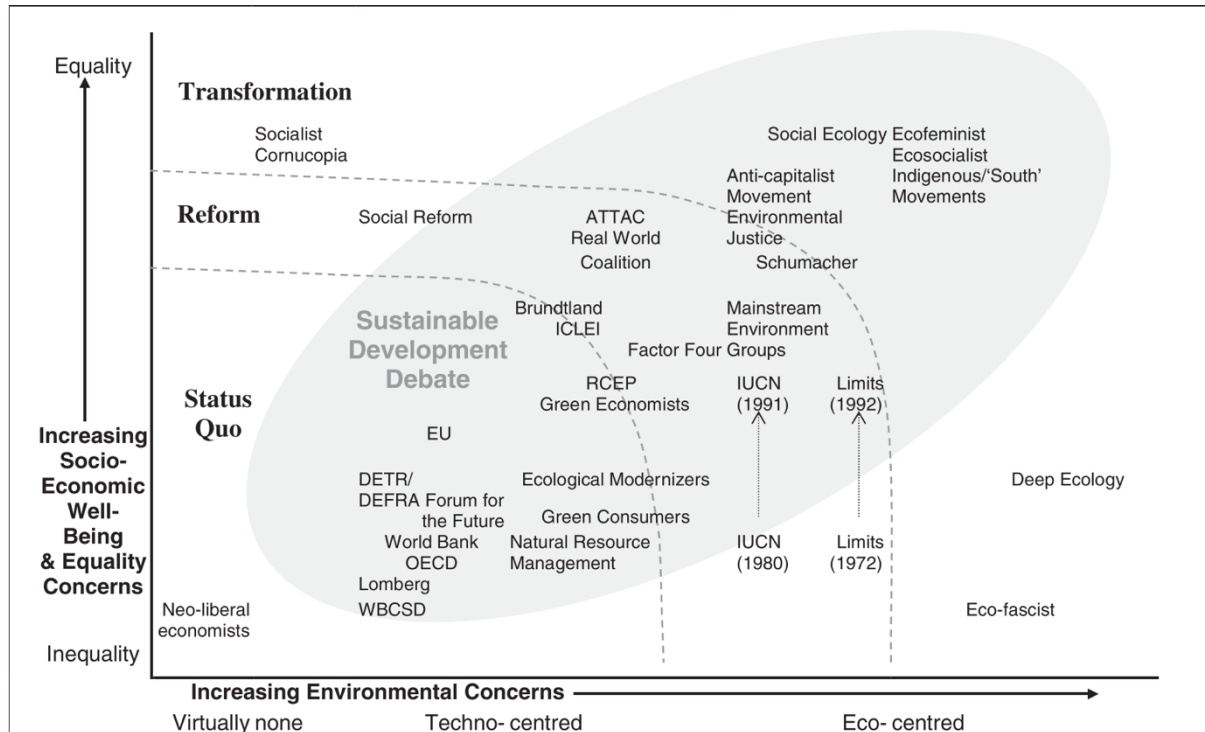 Equality
Transformation
Socialist
Cornucopia
Social Ecology
Ecofeminist
Ecosocialist
Indigenous/‘South’
Movements
Anti-capitalist
Movement
Environmental
Justice
Reform
Social Reform
ATTAC
Real World
Coalition
Schumacher
Sustainable
Development
Debate
Brundtland
ICLEI
Mainstream
Environment
Factor Four Groups
Status
Quo
RCEP
Green Economists
IUCN
(1991)
Limits
(1992)
EU
Increasing
Socio-
Economic
Well-
Being
& Equality
Concerns
DETR/
DEFRA
Forum for
the Future
Ecological Modernizers
Deep Ecology
Green Consumers
World Bank
OECD
Natural Resource
Management
IUCN
(1980)
Limits
(1972)
Lomberg
WBCSD
Neo-liberal
economists
Eco-fascist
Inequality
Increasing Environmental Concerns
Virtually none
Techno- centred
Eco- centred